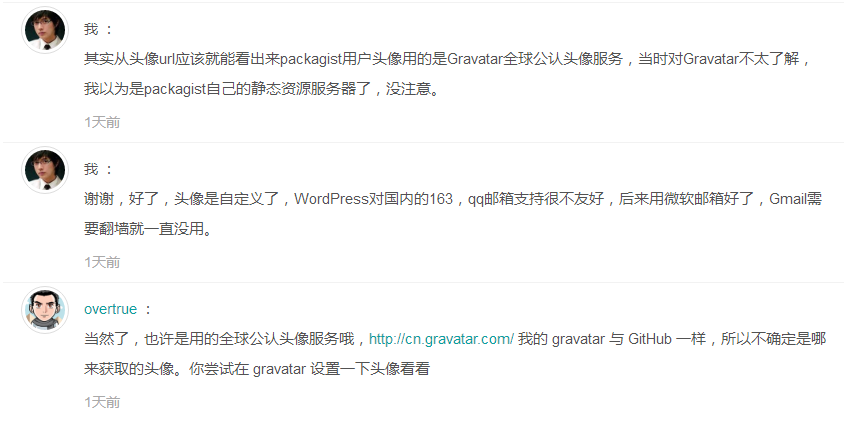 我 ：
其实从头像url应该就能看出来packagist用户头像用的是Gravatar全球公认头像服务，当时对Gravatar不太了解，
我以为是packagist自己的静态资源服务器了，没注意。
1天前
我 ：
谢谢，好了，头像是自定义了，WordPress对国内的163，qq邮箱支持很不友好，后来用微软邮箱好了，Gmail需
要翻墙就一直没用。
1天前
overtrue ：
当然了，也许是用的全球公认头像服务哦，http://cn.gravatar.com/ 我的 gravatar 与 GitHub 一样，所以不确定是哪
来获取的头像。你尝试在 gravatar 设置一下头像看看
1天前